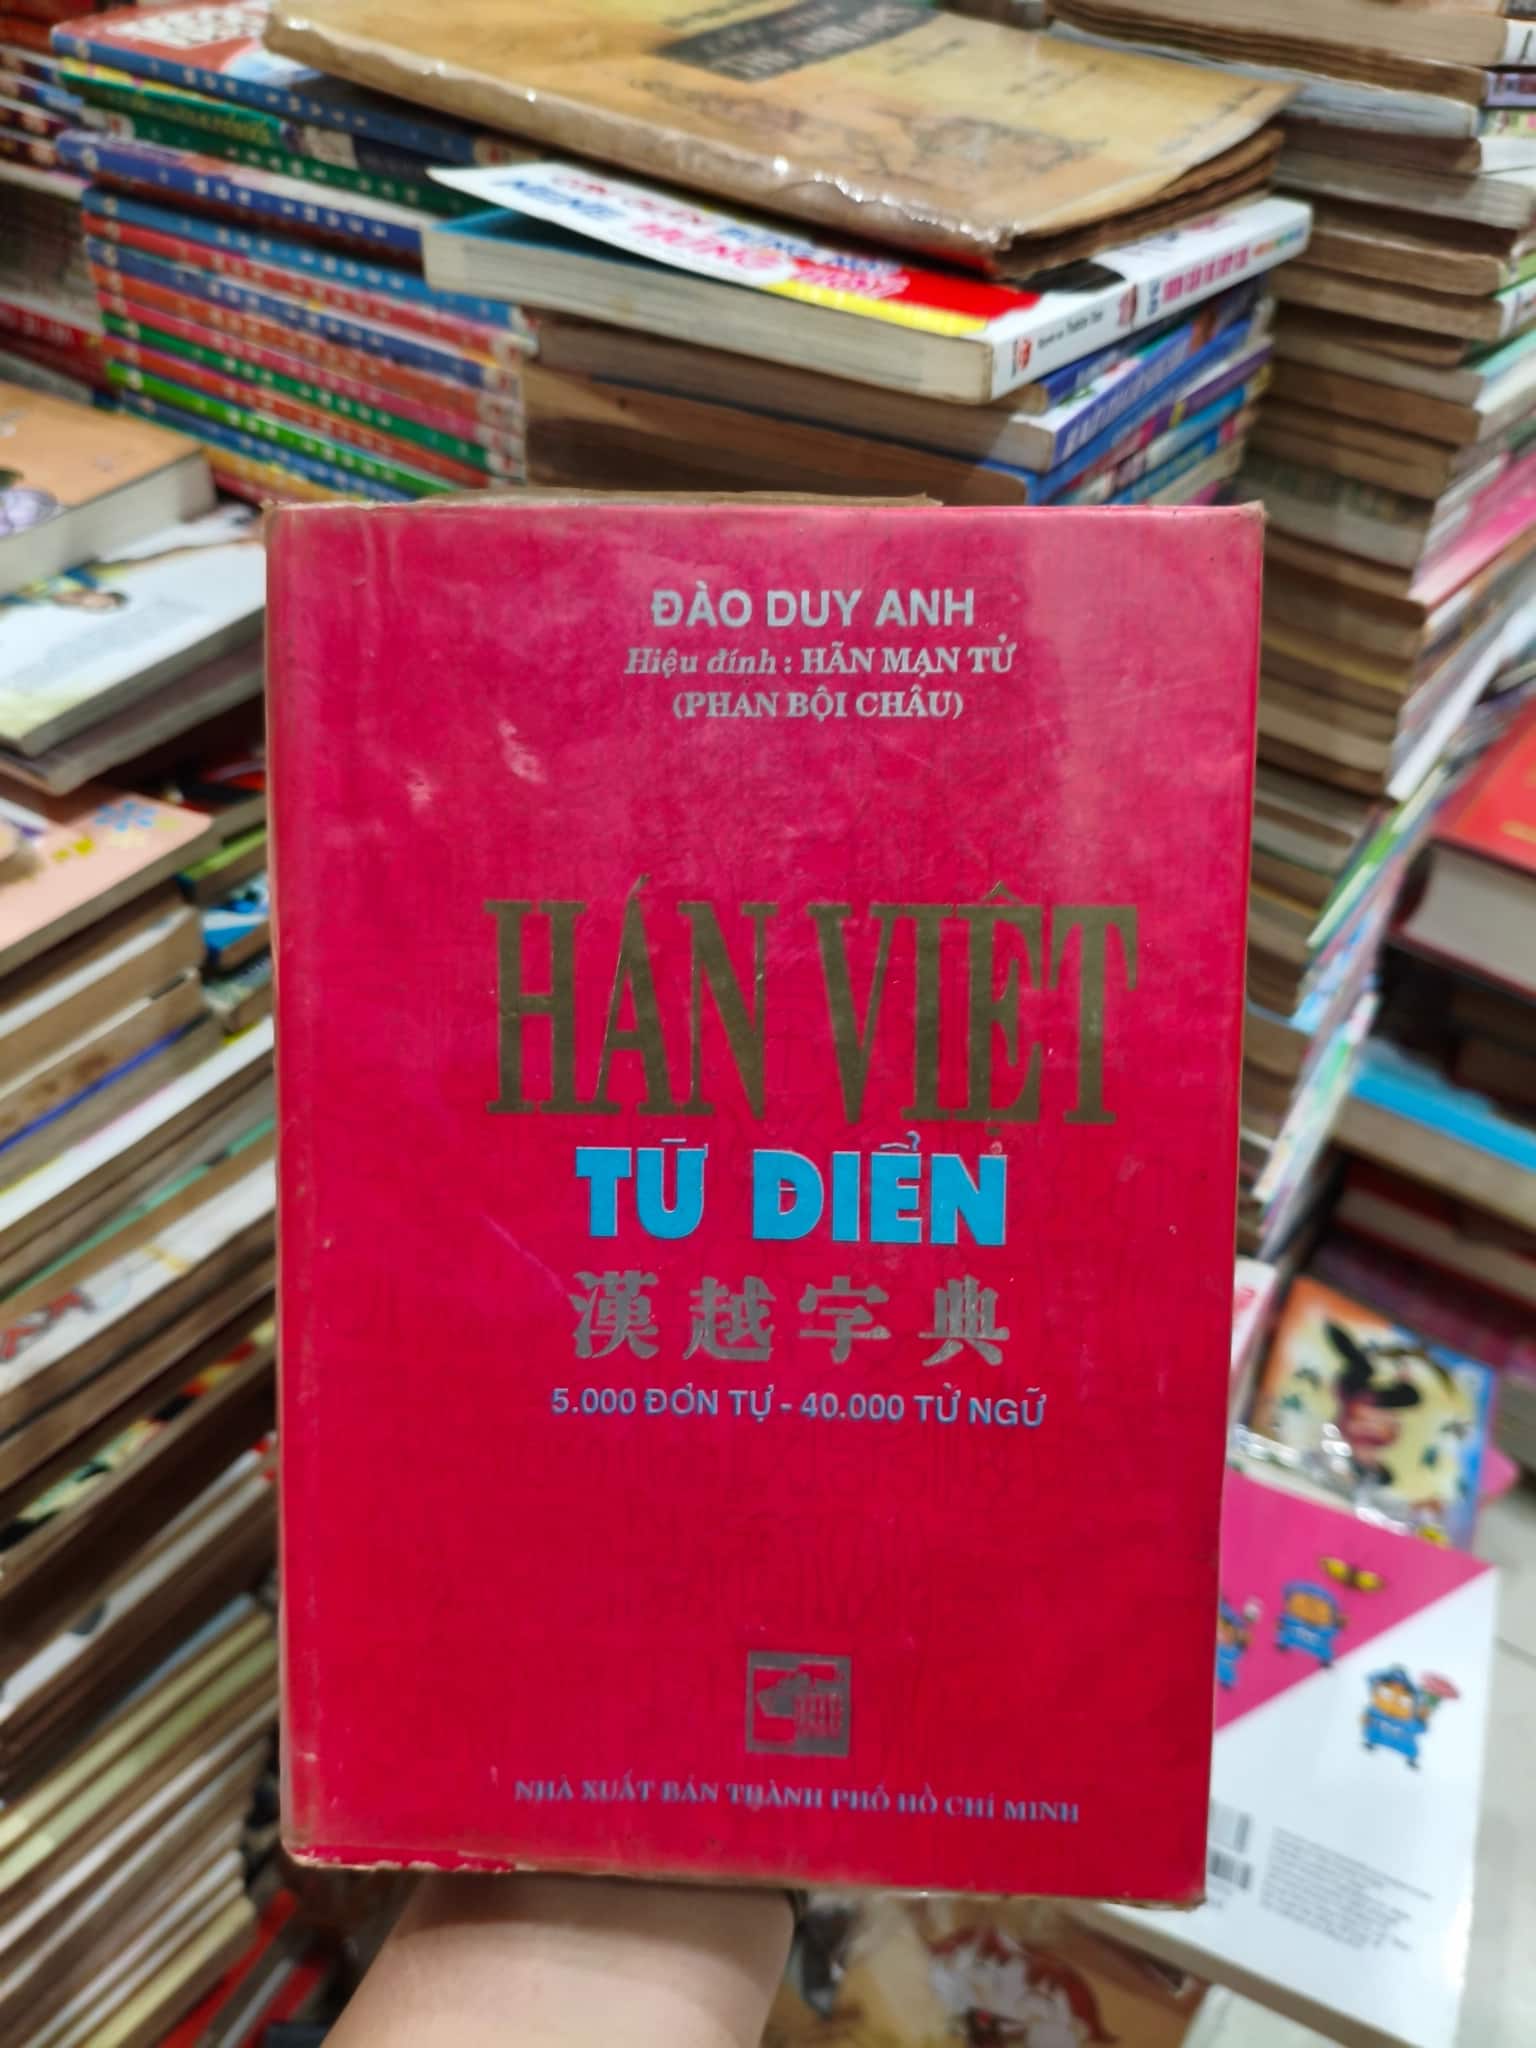 ĐÀO DUY ANH
Hiệu đính : HÃN MẠN TỬ
(PHAN BỘI CHÂU)
HÁN VIỆT
TỪ ĐIỂN
漢越字典
5.000 ĐƠN TỰ - 40.000 TỪ NGỮ
NHÀ XUẤT BẢN THÀNH PHỐ HỒ CHÍ MINH